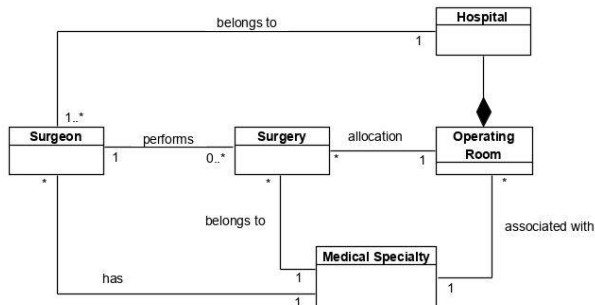 Hospital
belongs to
1
1..*
Surgeon
performs
Surgery
allocation
Operating
Room
1
0..*
*
1
*
*
*
belongs to
associated with
Medical Specialty
has
1
1
1